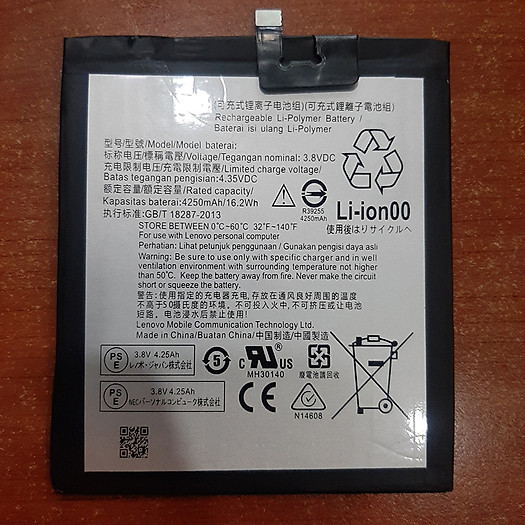 (可充式锂离子电池组)(可充式鋰離子電池組)
Rechargeable Li-Polymer Battery /
Baterai isi ulang Li-Polymer
型号/型號/Model/Model baterai:
标称电压/標稱電壓/Voltage/Tegangan nominal: 3.8VDC
充电限制电压/充電限制電壓/Limited charge voltage/
Batas tegangan pengisian:4.35VDC
额定容量/額定容量/Rated capacity/
Kapasitas baterai:4250mAh/16.2Wh
执行标准:GB/T 18287-2013
R39255
4250mAh
Li-ion00
使用後はリサイクルへ
STORE BETWEEN 0℃~60℃ 32℉~140℉
For use with Lenovo personal computer
Perhatian: Lihat petunjuk penggunaan / Gunakan pengisi daya asli
Warning: Be sure to use only with specific charger and in well
ventilation environment with surrounding temperature not higher
than 50℃. Keep the battery away from fire. Never make the circuit
short or squeeze the battery.
警告:使用指定的充电器充电,存放在通风良好周围的温度
不高于50摄氏度的环境，不可投入火中，不可挤压或让电池
短路，电池浸水后禁止使用。
Lenovo Mobile Communication Technology Ltd.
Made in China/Buatan China/中国制造/中國製造
PS
E
3.8V 4.25Ah
レノボ･ジャパン株式会社
5
c RU US
®
MH30140
廢電池請回收
PS
E
3.8V 4.25Ah
NECパーソナルコンピュータ株式会社
CE
N14608